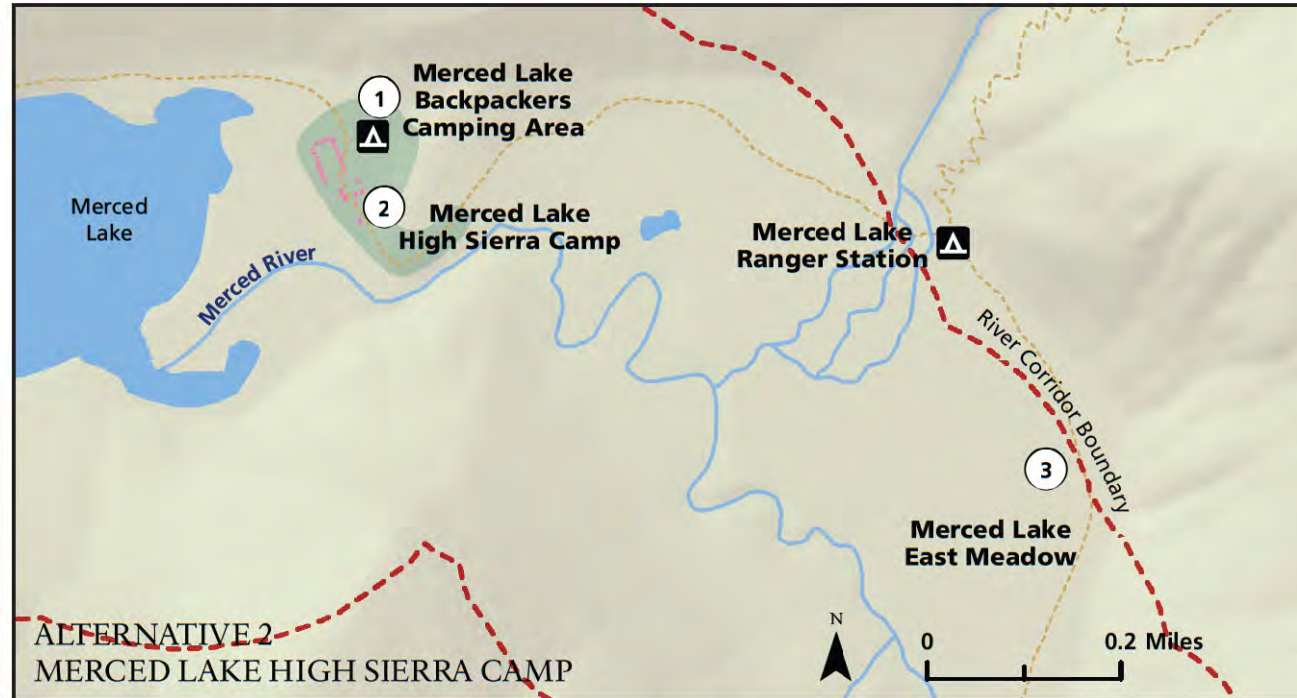 1
Merced Lake
Backpackers
Camping Area
Merced
Lake
2
Merced Lake
High Sierra Camp
Merced River
Merced Lake
Ranger Station
River Corridor Boundary
3
Merced Lake
East Meadow
N
0
0.2 Miles
ALTERNATIVE 2
MERCED LAKE HIGH SIERRA CAMP